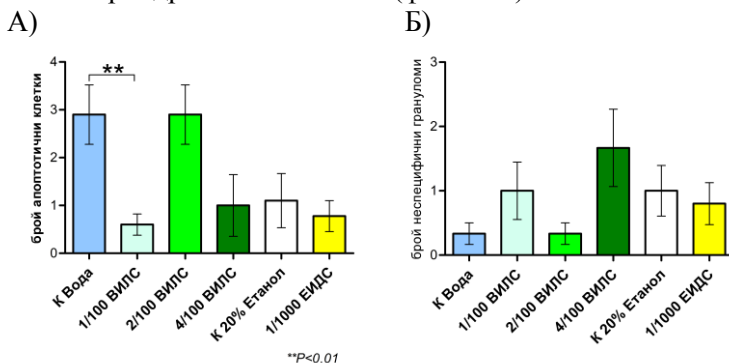 А)
Б)
**
брой апоптотични клетки
4
3
2
1
0
К Вода
1/100 ВИЛС
2/100 ВИЛС
4/100 ВИЛС
К 20% Етанол
1/1000 ЕИДС
**P<0.01
брой неспецифични грануломи
3
2
1
0
К Вода
1/100 ВИЛС
2/100 ВИЛС
4/100 ВИЛС
К 20% Етанол
1/1000 ЕИДС